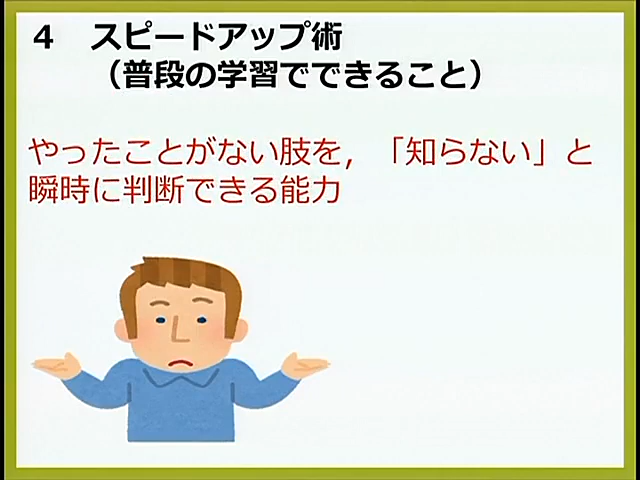 4 スピードアップ術
（普段の学習でできること）
やったことがない肢を，「知らない」と
瞬時に判断できる能力